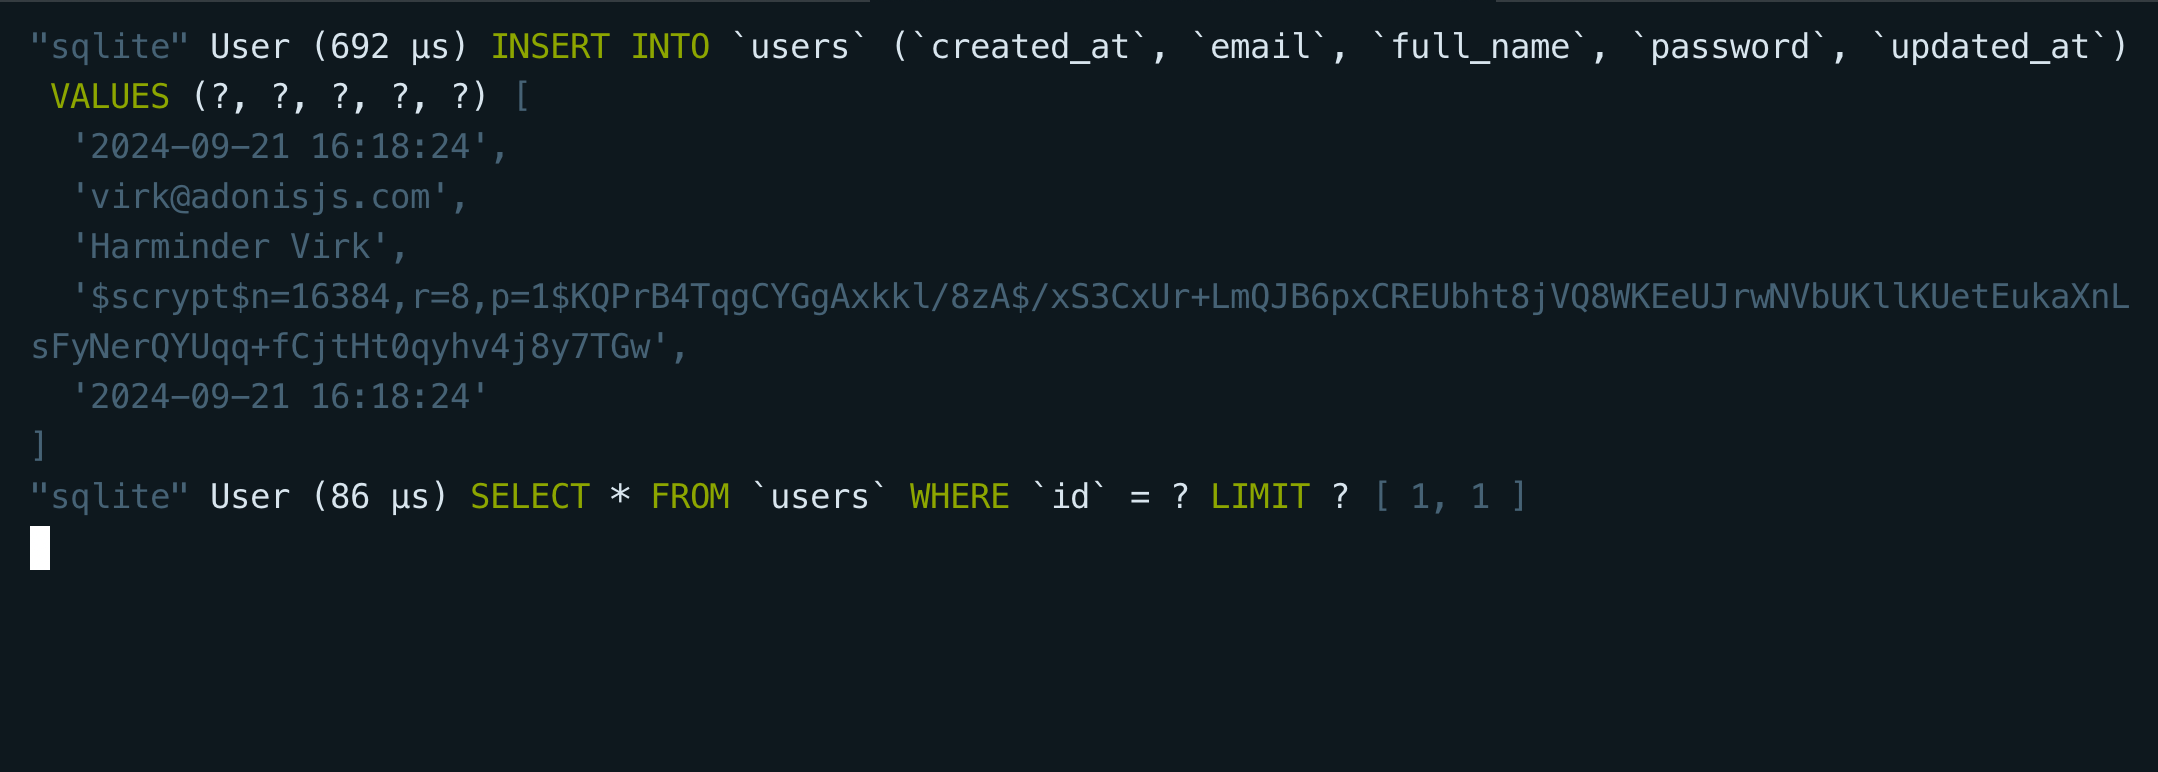 "sqlite" User (692 μs) INSERT INTO `users` (`created_at`, `email`, `full_name`, `password`, `updated_at`)
 VALUES (?, ?, ?, ?, ?) [
  '2024-09-21 16:18:24',
  'virk@adonisjs.com',
  'Harminder Virk',
  '$scrypt$n=16384,r=8,p=1$KQPrB4TqgCYGgAxkkl/8zA$/xS3CxUr+LmQJB6pxCREUbht8jVQ8WKEeUJrwNVbUKllKUetEukaXnL
sFyNerQYUqq+fCjtHt0qyhv4j8y7TGw',
  '2024-09-21 16:18:24'
]
"sqlite" User (86 μs) SELECT * FROM `users` WHERE `id` = ? LIMIT ? [ 1, 1 ]